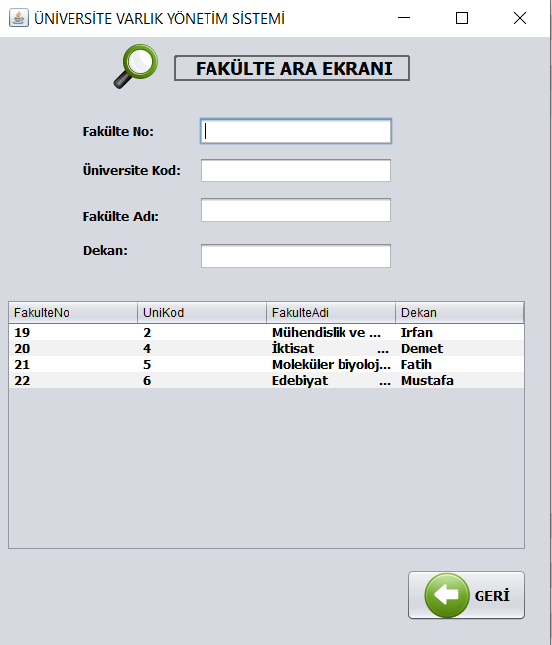 ÜNİVERSİTE VARLIK YÖNETİM SİSTEMİ
FAKÜLTE ARA EKRANI
Fakülte No:
Üniversite Kod:
Fakülte Adı:
Dekan:
FakulteNo UniKod FakulteAdi Dekan
19 2 Mühendislik ve ... Irfan
20 4 İktisat ... Demet
21 5 Moleküler biyoloj... Fatih
22 6 Edebiyat ... Mustafa
GERİ